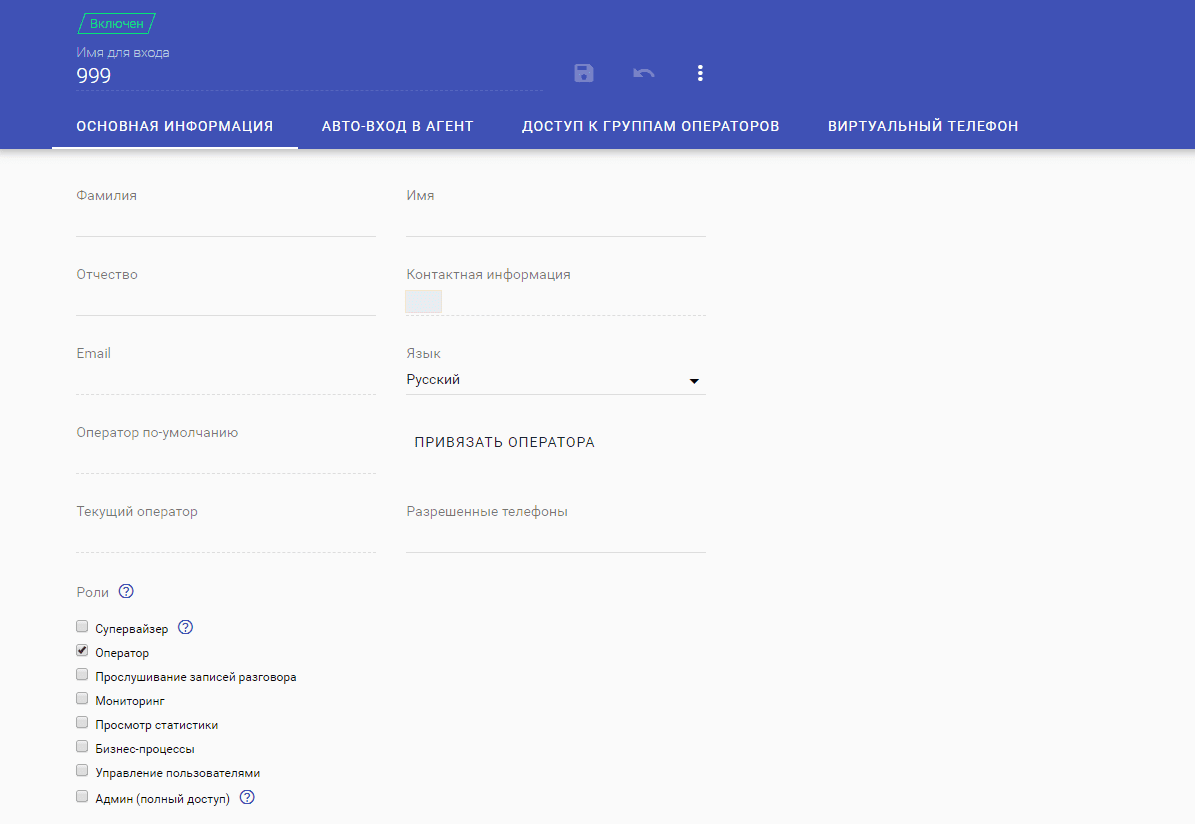 Включен
Имя для входа
999
ОСНОВНАЯ ИНФОРМАЦИЯ АВТО-ВХОД В АГЕНТ ДОСТУП К ГРУППАМ ОПЕРАТОРОВ ВИРТУАЛЬНЫЙ ТЕЛЕФОН
Фамилия Имя
Отчество Контактная информация
Email Язык
Русский
Оператор по-умолчанию
ПРИВЯЗАТЬ ОПЕРАТОРА
Текущий оператор Разрешенные телефоны
Роли ?
Супервайзер ?
Оператор
Прослушивание записей разговора
Мониторинг
Просмотр статистики
Бизнес-процессы
Управление пользователями
Админ (полный доступ) ?